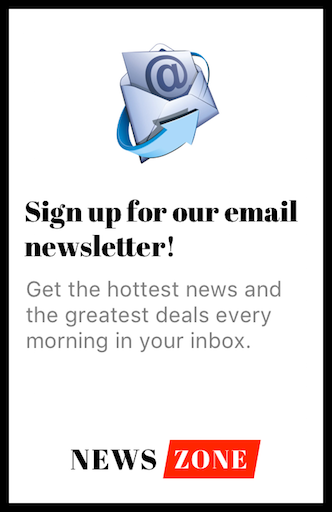 @
Sign up for our email
newsletter!
Get the hottest news and
the greatest deals every
morning in your inbox.
NEWS ZONE